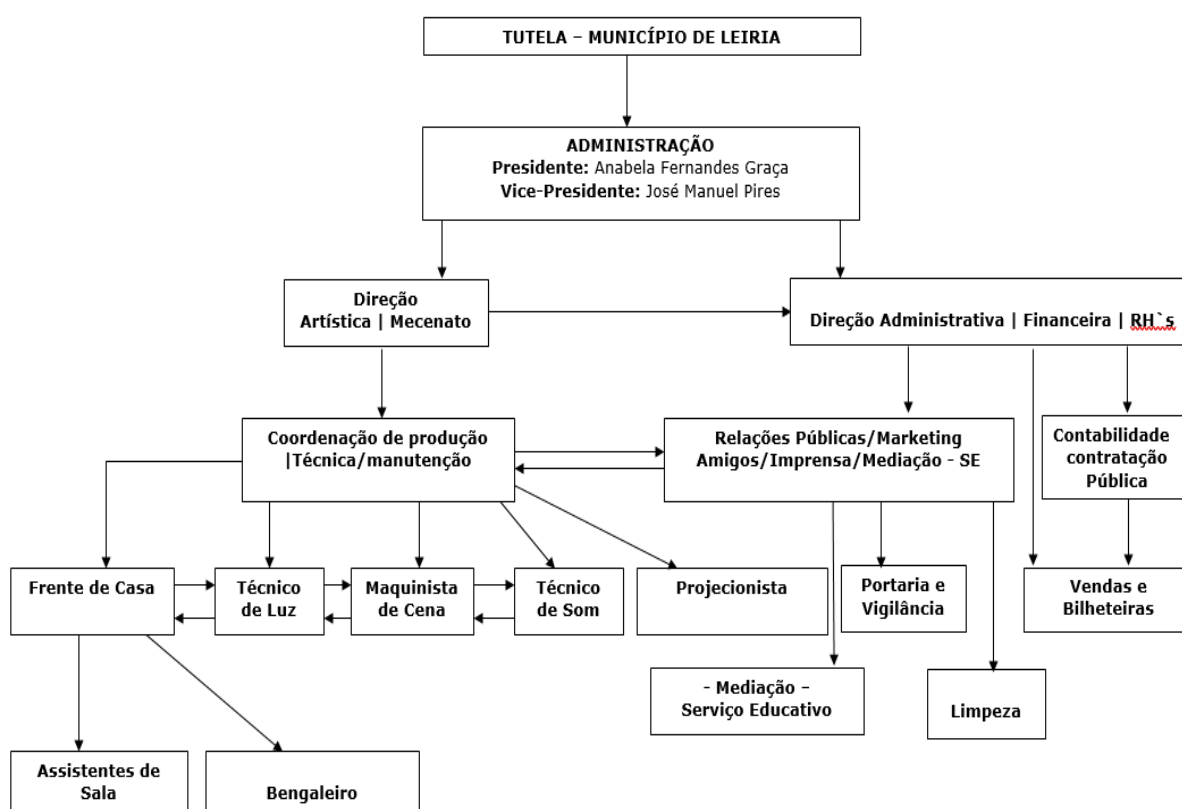 TUTELA – MUNICÍPIO DE LEIRIA
ADMINISTRAÇÃO
Presidente: Anabela Fernandes Graça
Vice-Presidente: José Manuel Pires
Direção
Artística | Mecenato
Direção Administrativa | Financeira | RH`s
Coordenação de produção
|Técnica/manutenção
Relações Públicas/Marketing
Amigos/Imprensa/Mediação - SE
Contabilidade
contratação
Pública
Frente de Casa
Técnico
de Luz
Maquinista
de Cena
Técnico
de Som
Projecionista
Portaria e
Vigilância
Vendas e
Bilheteiras
- Mediação –
Serviço Educativo
Limpeza
Assistentes de
Sala
Bengaleiro